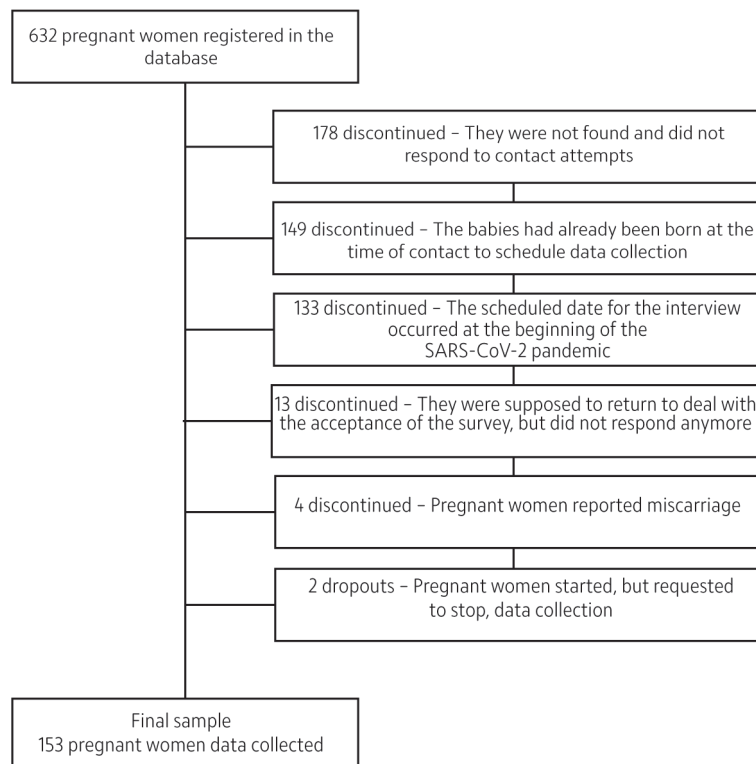 632 pregnant women registered in the
database
178 discontinued – They were not found and did not
respond to contact attempts
149 discontinued – The babies had already been born at the
time of contact to schedule data collection
133 discontinued – The scheduled date for the interview
occurred at the beginning of the
SARS-CoV-2 pandemic
13 discontinued – They were supposed to return to deal with
the acceptance of the survey, but did not respond anymore
4 discontinued – Pregnant women reported miscarriage
2 dropouts – Pregnant women started, but requested
to stop, data collection
Final sample
153 pregnant women data collected